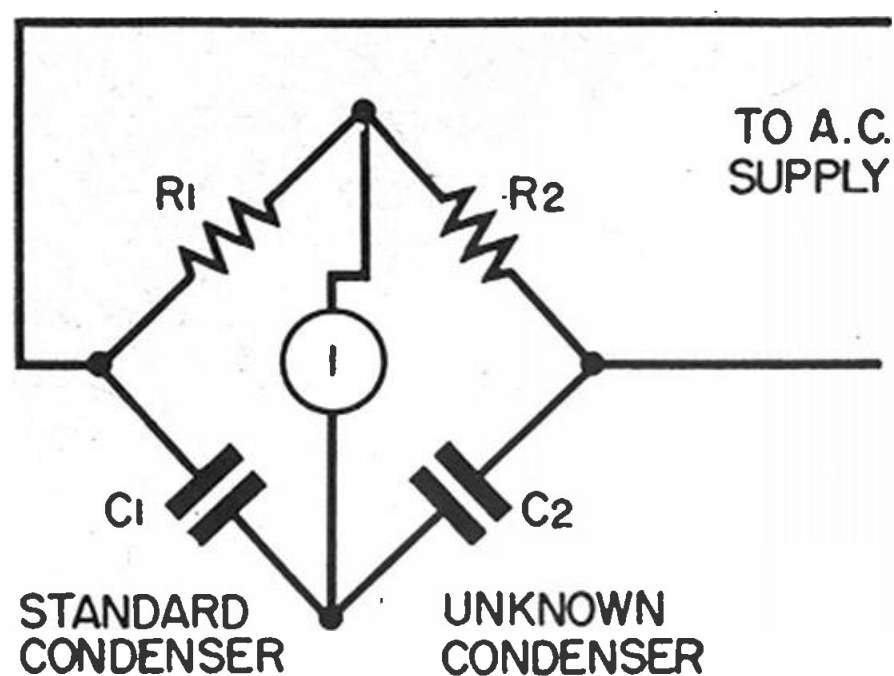 TO A.C.
SUPPLY
R1
R2
I
C1
C2
STANDARD
CONDENSER
UNKNOWN
CONDENSER